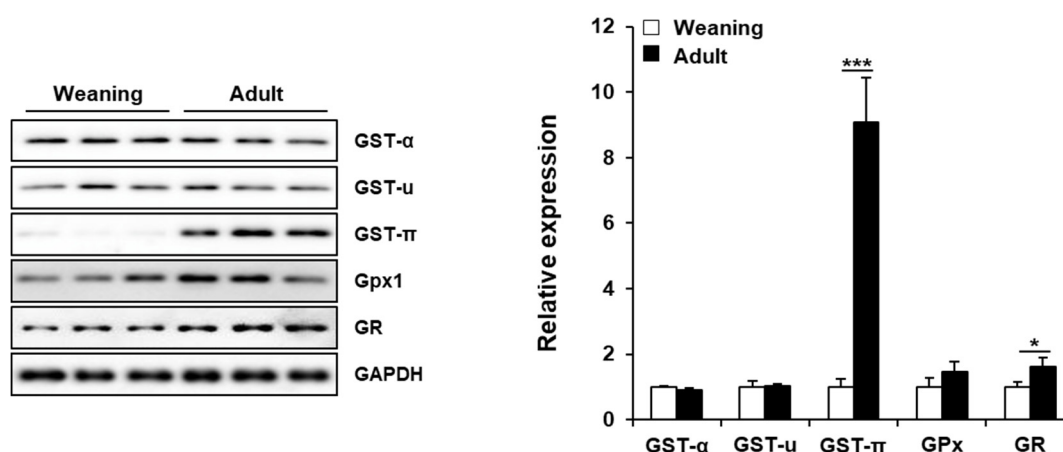 Weaning Adult
GST-α
GST-u
GST-π
Gpx1
GR
GAPDH
Relative expression
12
10
8
6
4
2
0
Weaning
Adult
***
*
GST-α GST-u GST-π GPx GR